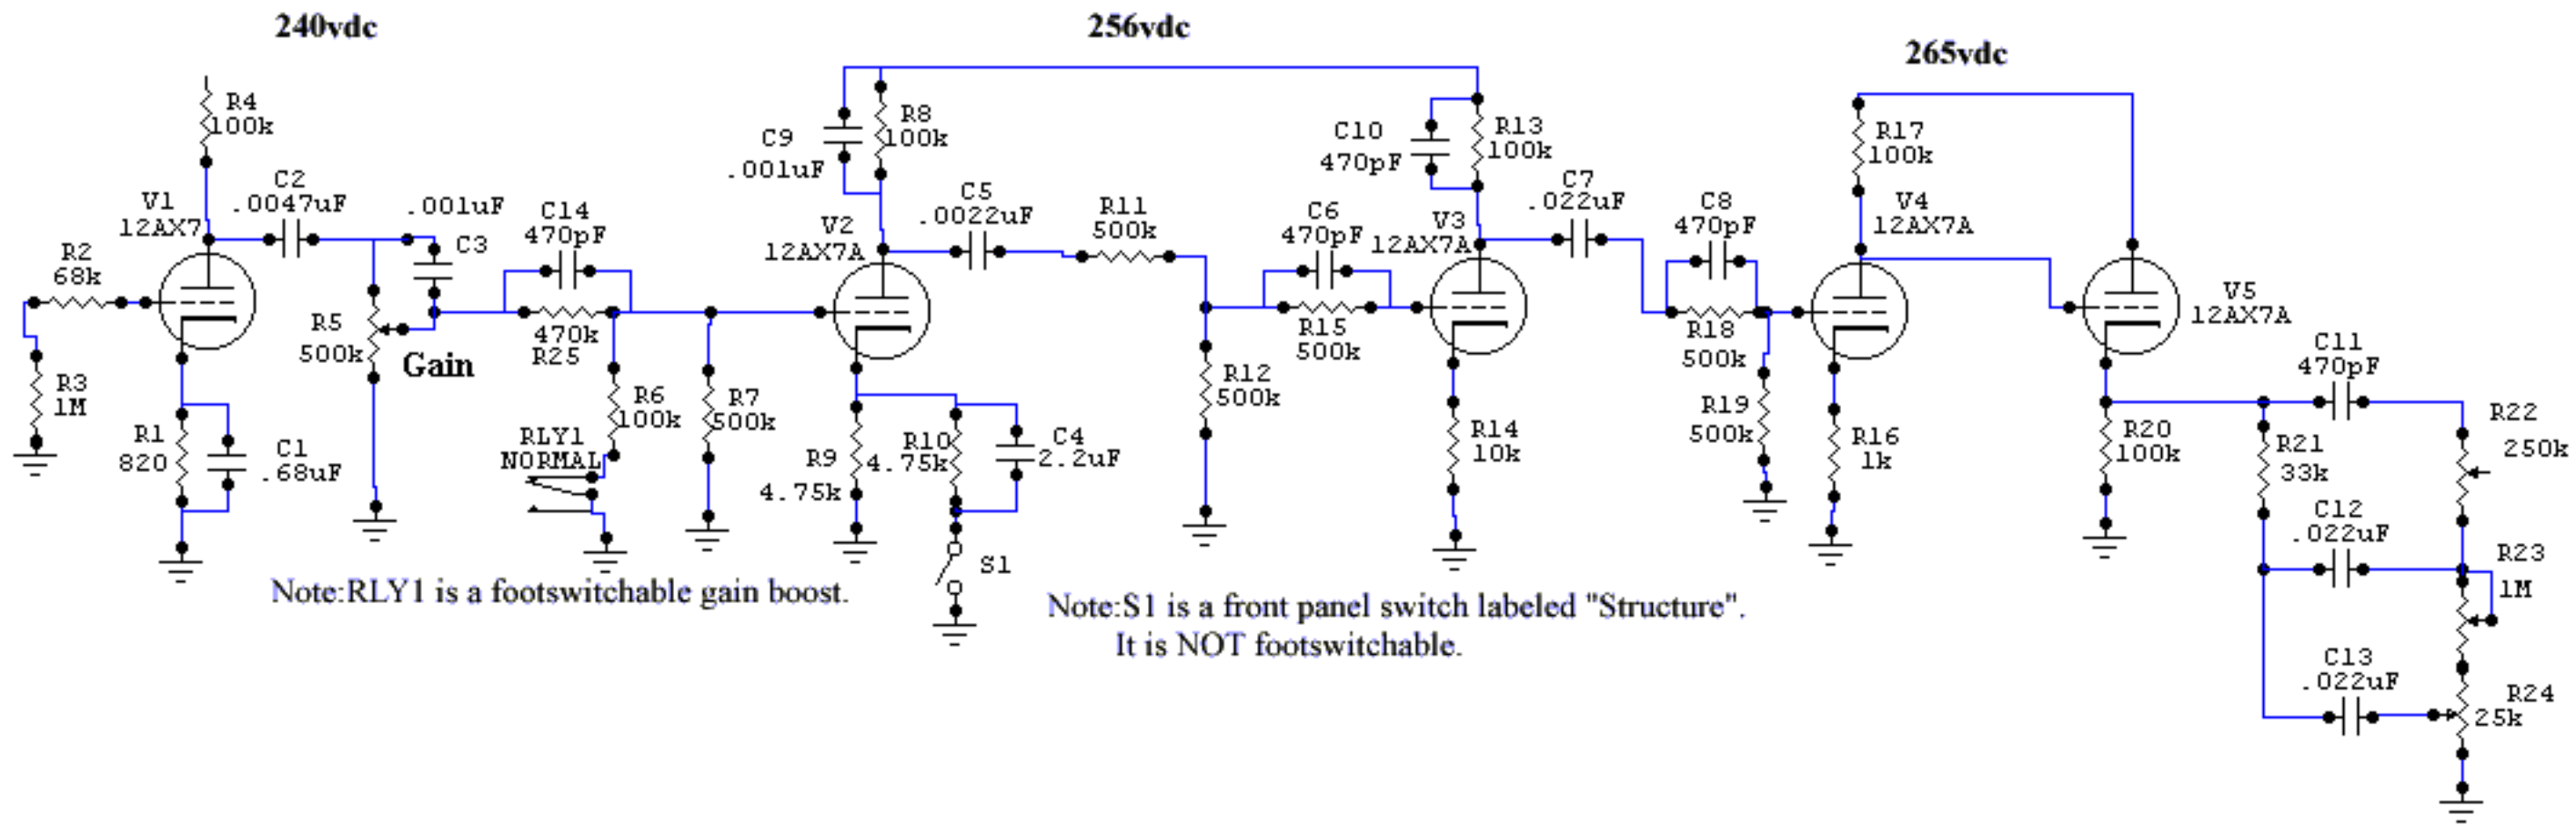 240vdc
256vdc
265vdc
R4
100k
V1
12AX7
C2
.0047uF
.001uF
C3
R2
68k
R3
1M
R1
820
C1
.68uF
R5
500k
Gain
C14
470pF
470k
R25
R6
100k
R7
500k
RLY1
NORMAL
C9
.001uF
R8
100k
V2
12AX7A
C5
.0022uF
R11
500k
R9
4.75k
R10
4.75k
C4
2.2uF
S1
R12
500k
C6
470pF
R15
500k
C10
470pF
R13
100k
V3
12AX7A
R14
10k
C7
.022uF
C8
470pF
R18
500k
R19
500k
R17
100k
V4
12AX7A
R16
1k
V5
12AX7A
R20
100k
R21
33k
C11
470pF
R22
250k
C12
.022uF
R23
1M
C13
.022uF
R24
25k
Note:RLY1 is a footswitchable gain boost.
Note:S1 is a front panel switch labeled "Structure".
It is NOT footswitchable.